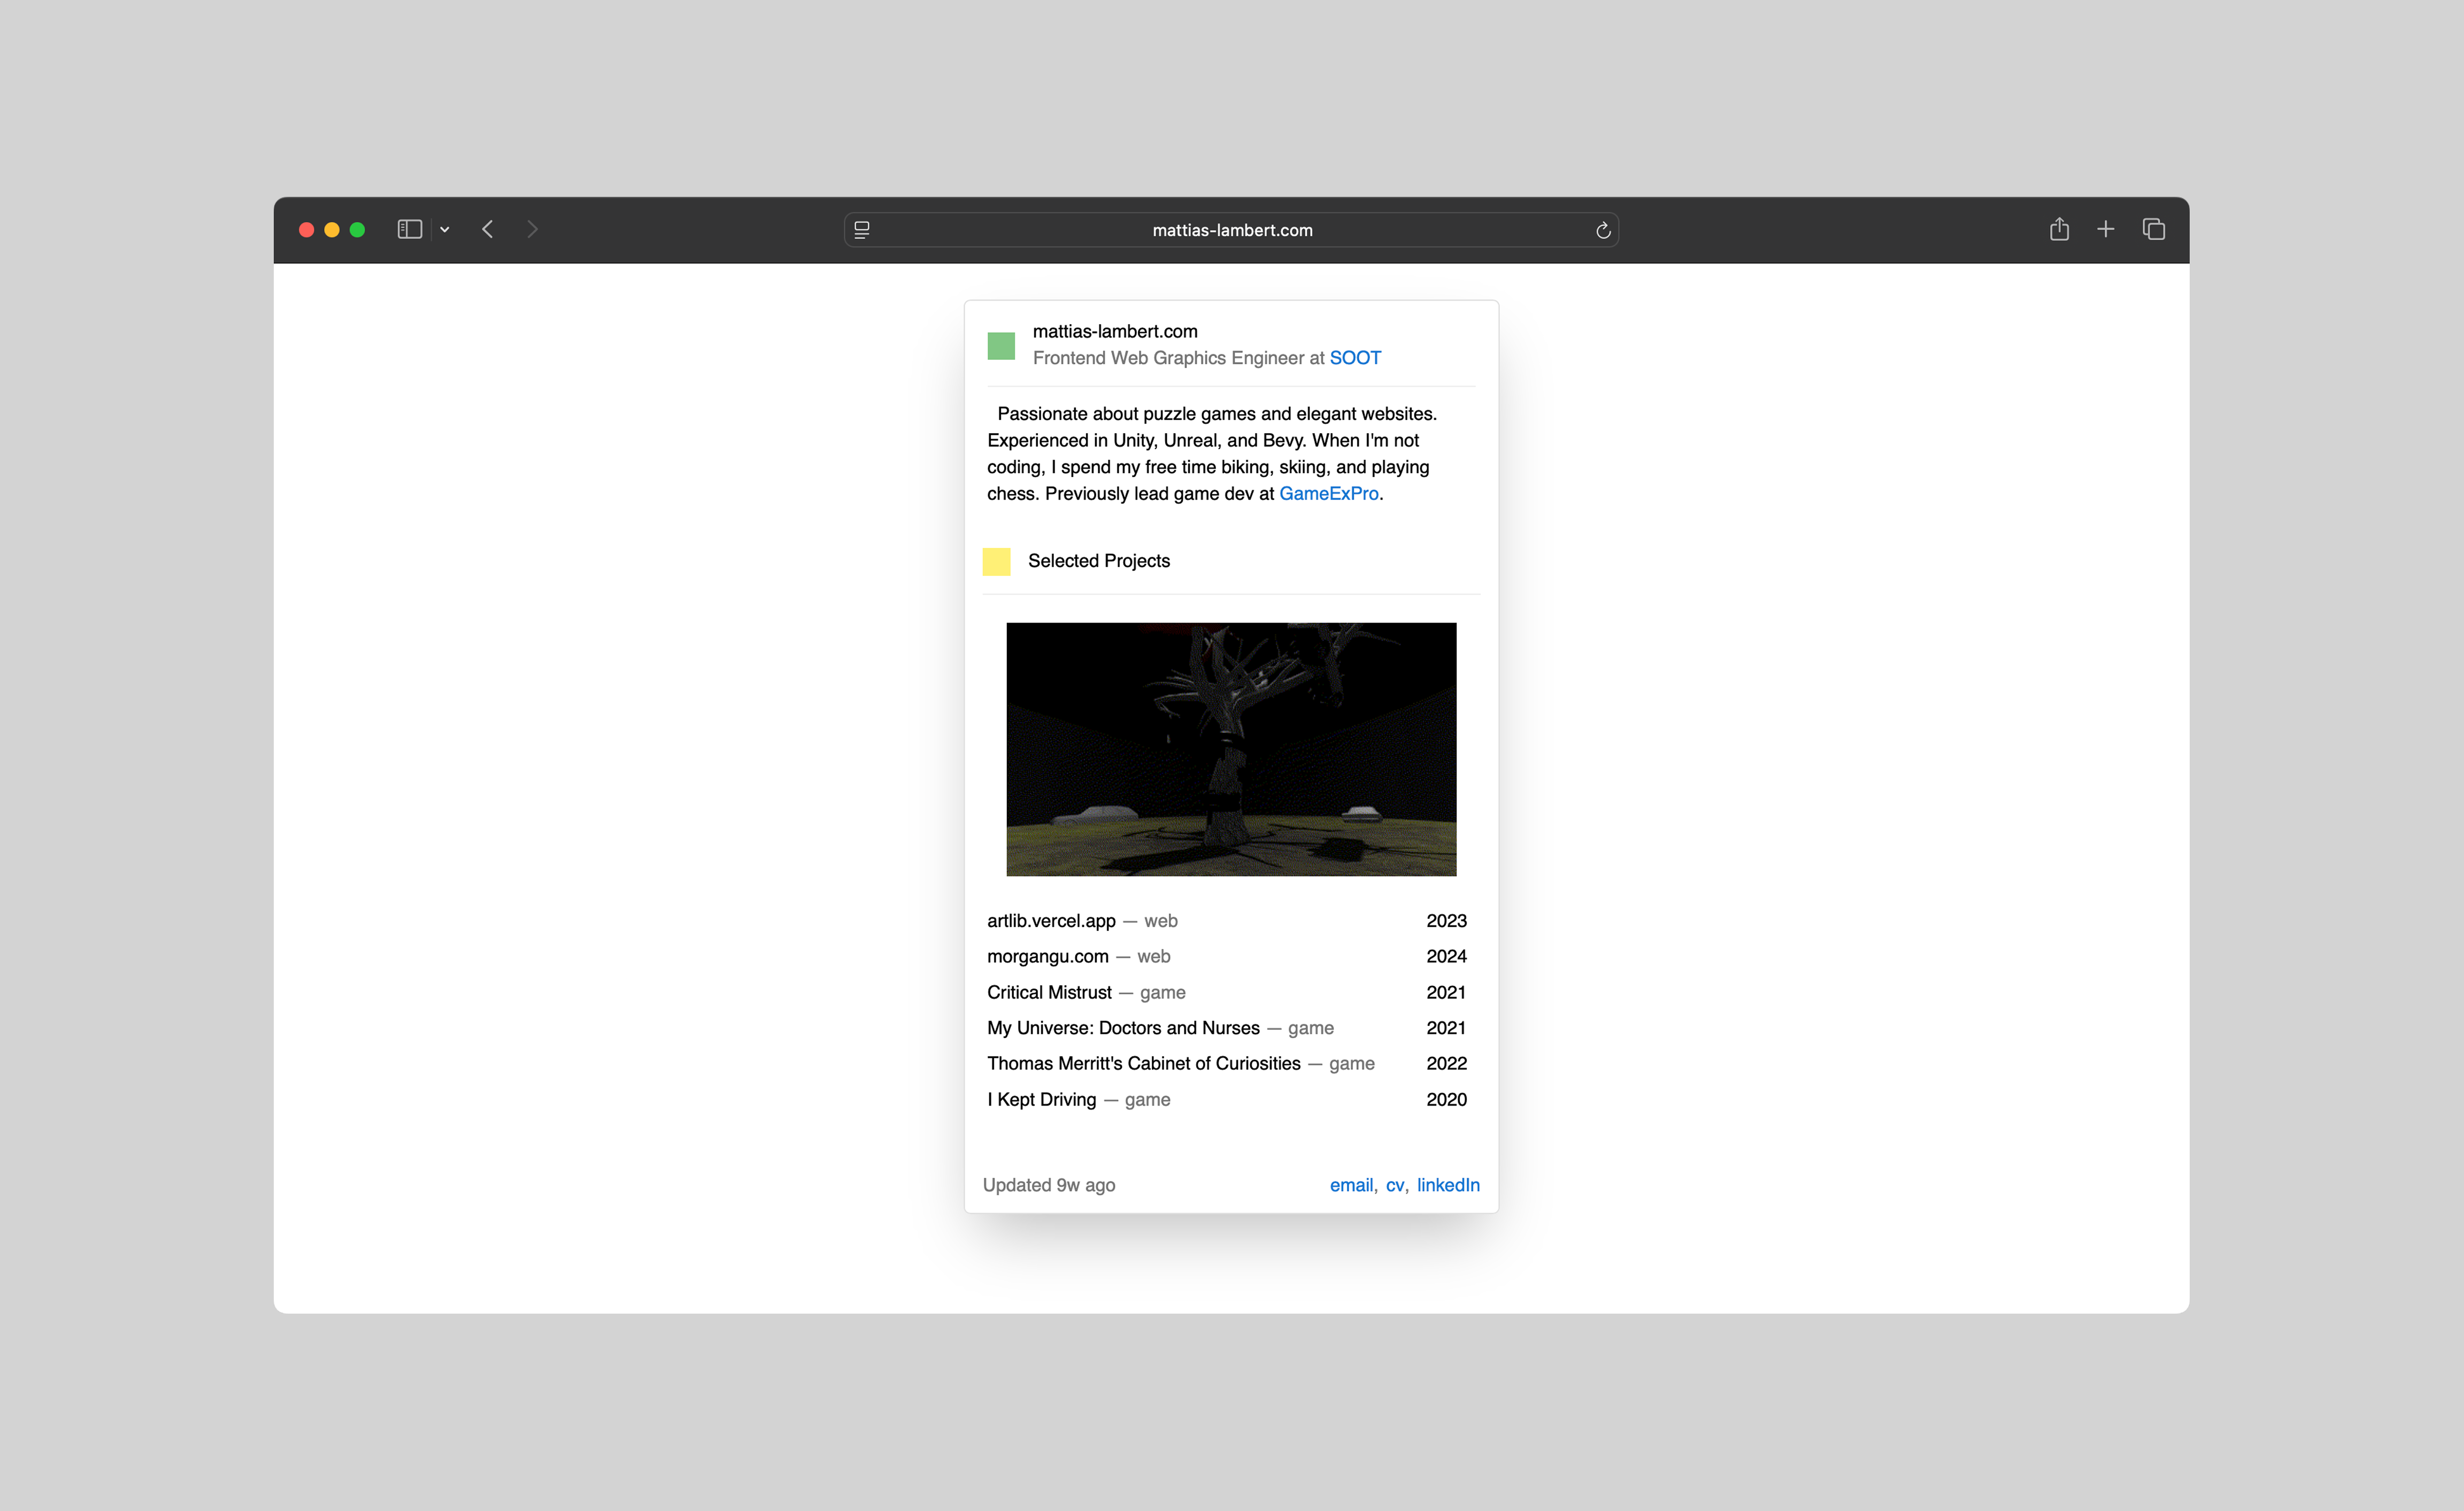 mattias-lambert.com
mattias-lambert.com
Frontend Web Graphics Engineer at SOOT
Passionate about puzzle games and elegant websites.
Experienced in Unity, Unreal, and Bevy. When I'm not
coding, I spend my free time biking, skiing, and playing
chess. Previously lead game dev at GameExPro.
Selected Projects
artlib.vercel.app — web 2023
morgangu.com — web 2024
Critical Mistrust — game 2021
My Universe: Doctors and Nurses — game 2021
Thomas Merritt's Cabinet of Curiosities — game 2022
I Kept Driving — game 2020
Updated 9w ago email, cv, linkedIn